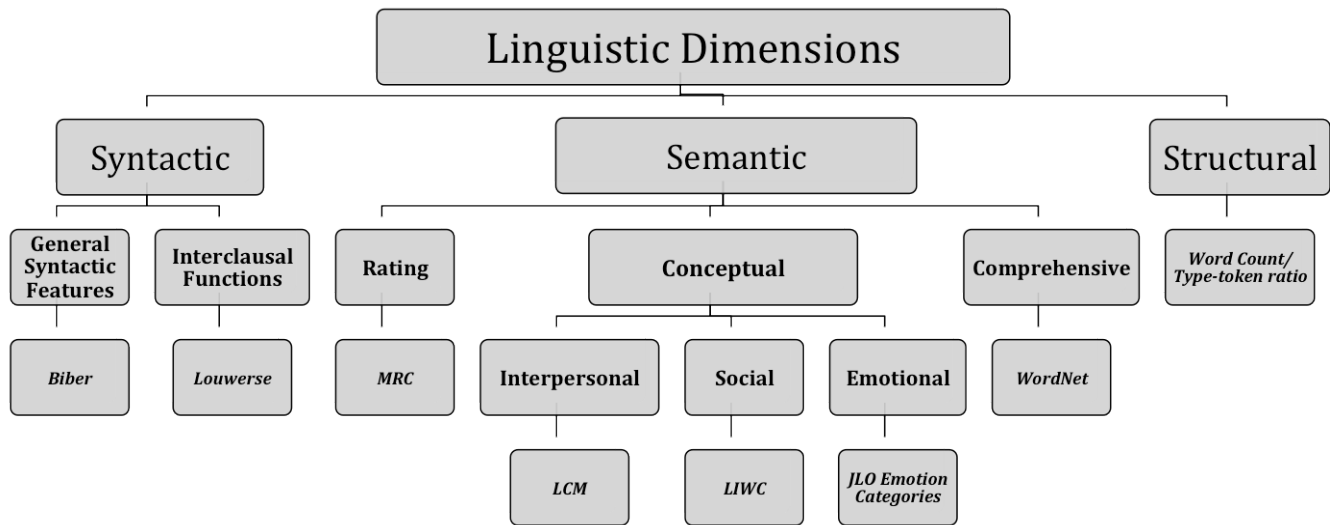 Linguistic Dimensions
Syntactic
Semantic
Structural
General
Syntactic
Features
Interclausal
Functions
Rating
Conceptual
Comprehensive
Word Count/
Type-token ratio
Biber
Louwerse
MRC
Interpersonal
Social
Emotional
WordNet
LCM
LIWC
JLO Emotion
Categories